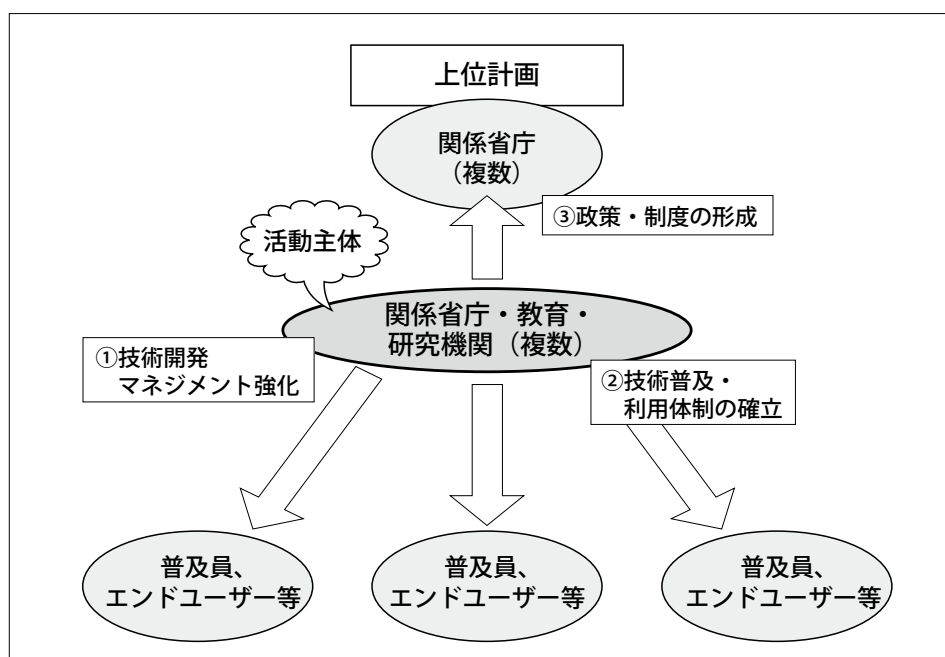 上位計画
関係省庁
（複数）
③政策・制度の形成
活動主体
関係省庁・教育・
研究機関（複数）
①技術開発
マネジメント強化
②技術普及・
利用体制の確立
普及員、
エンドユーザー等
普及員、
エンドユーザー等
普及員、
エンドユーザー等